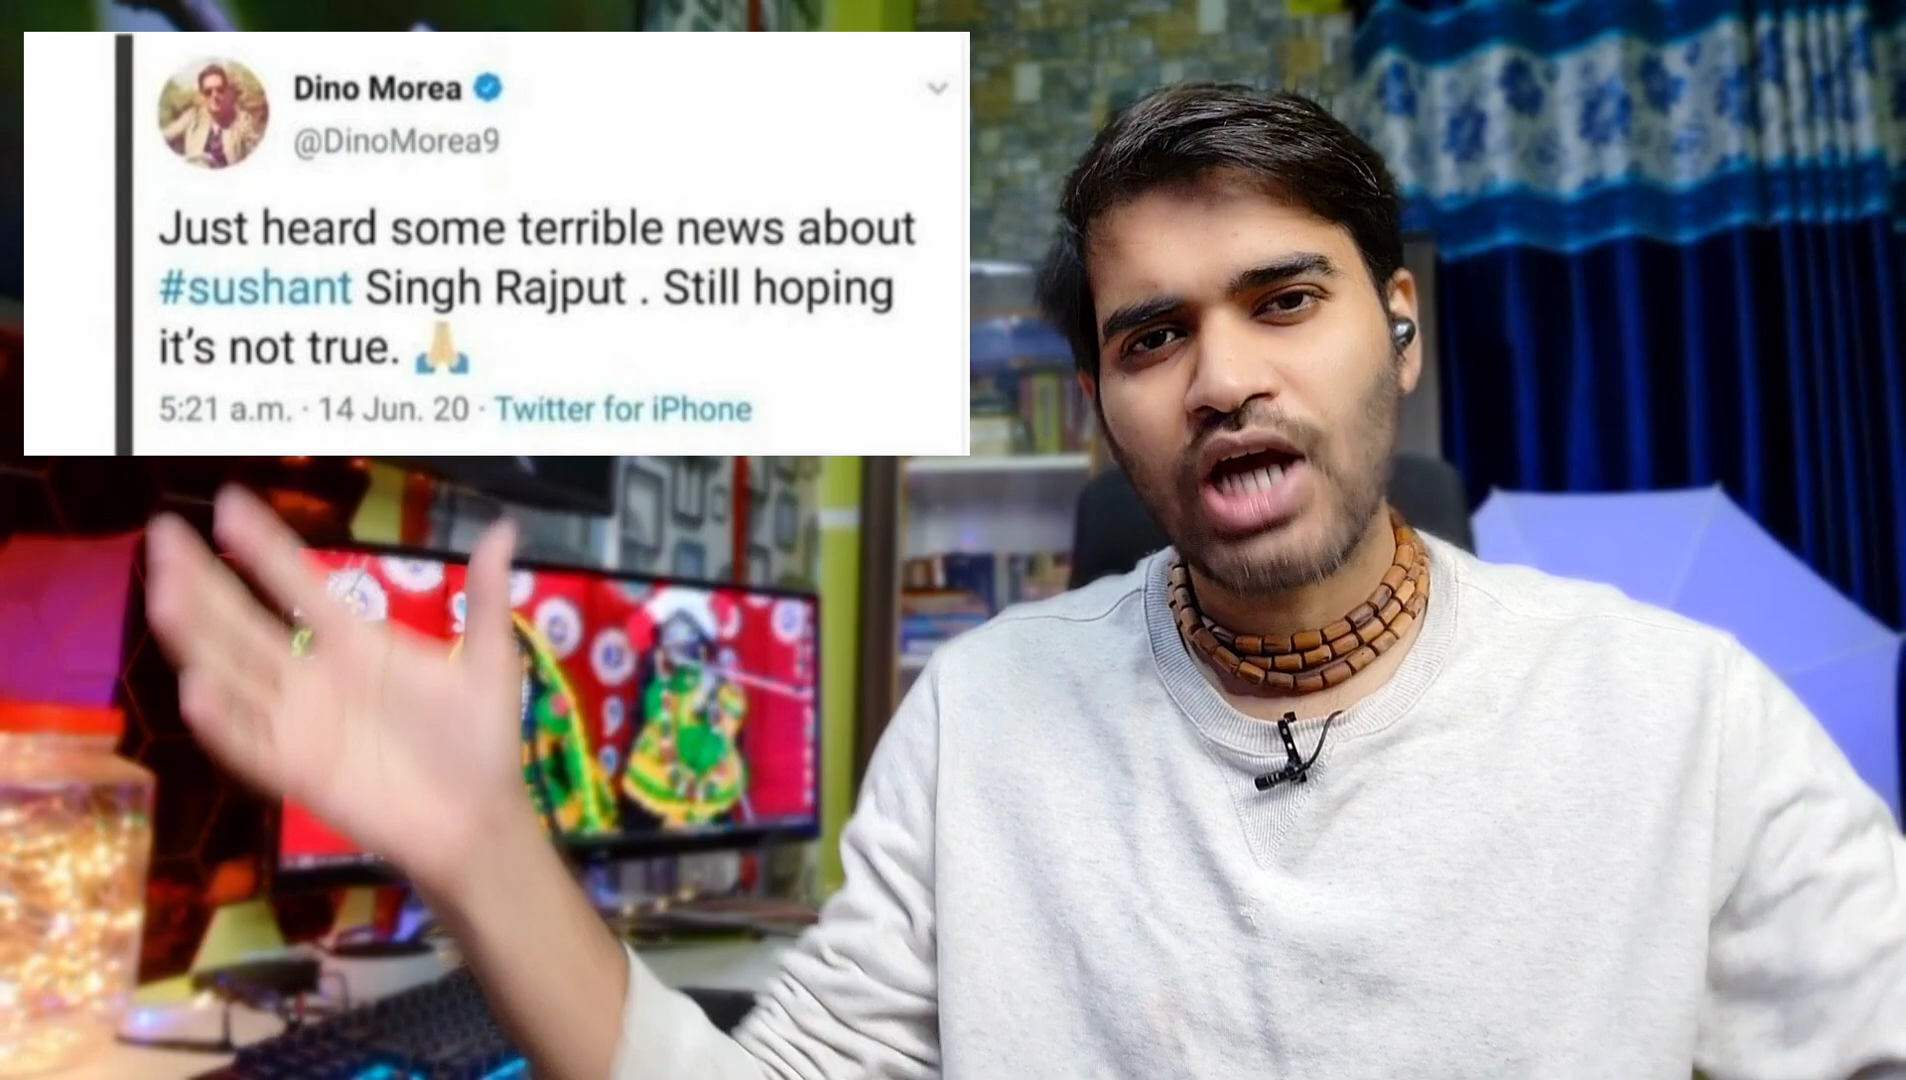 Dino Morea
@DinoMorea9
Just heard some terrible news about
#sushant Singh Rajput . Still hoping
it's not true. 🙏
5:21 a.m. · 14 Jun. 20 · Twitter for iPhone